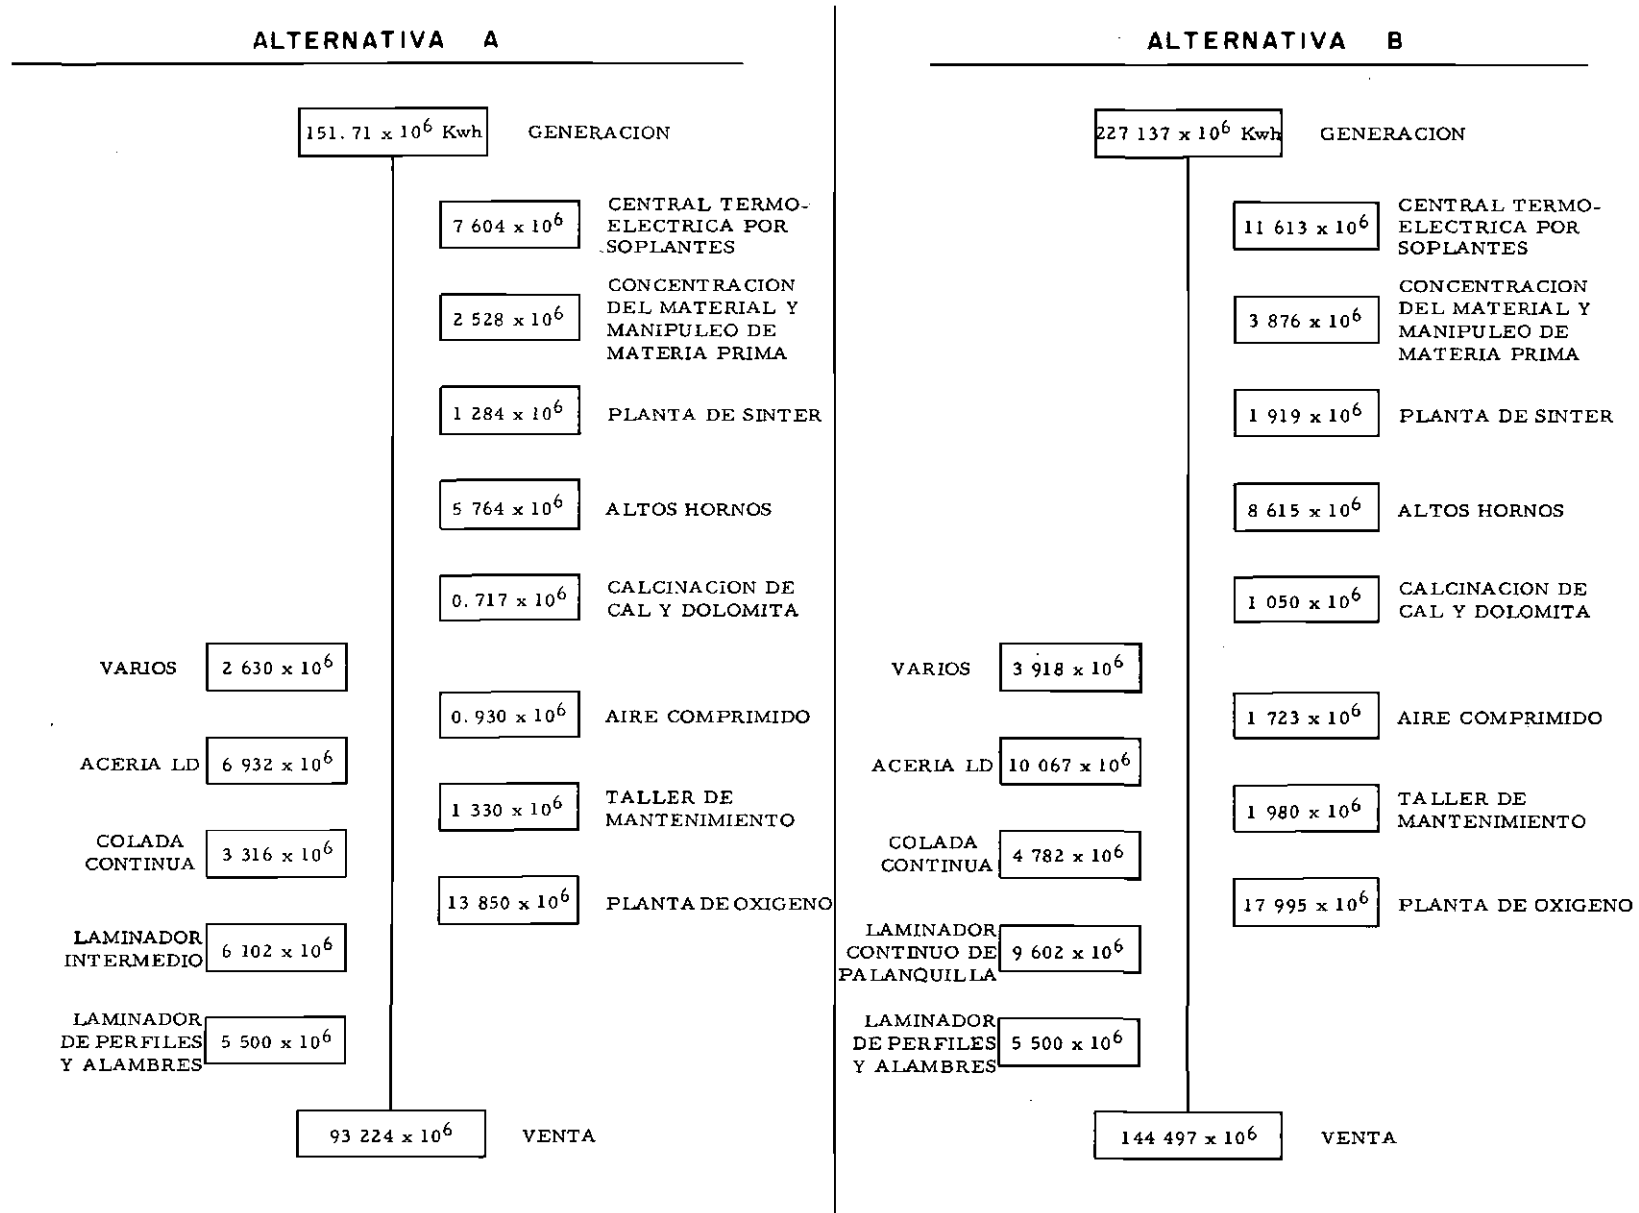 ALTERNATIVA A
151.71 x 10⁶ Kwh
GENERACION
7 604 x 10⁶
CENTRAL TERMO-
ELECTRICA POR
SOPLANTES
2 528 x 10⁶
CONCENTRACION
DEL MATERIAL Y
MANIPULEO DE
MATERIA PRIMA
1 284 x 10⁶
PLANTA DE SINTER
5 764 x 10⁶
ALTOS HORNOS
0.717 x 10⁶
CALCINACION DE
CAL Y DOLOMITA
VARIOS
2 630 x 10⁶
0.930 x 10⁶
AIRE COMPRIMIDO
ACERIA LD
6 932 x 10⁶
1 330 x 10⁶
TALLER DE
MANTENIMIENTO
COLADA
CONTINUA
3 316 x 10⁶
13 850 x 10⁶
PLANTA DE OXIGENO
LAMINADOR
INTERMEDIO
6 102 x 10⁶
LAMINADOR
DE PERFILES
Y ALAMBRES
5 500 x 10⁶
93 224 x 10⁶
VENTA
ALTERNATIVA B
227 137 x 10⁶ Kwh
GENERACION
11 613 x 10⁶
CENTRAL TERMO-
ELECTRICA POR
SOPLANTES
3 876 x 10⁶
CONCENTRACION
DEL MATERIAL Y
MANIPULEO DE
MATERIA PRIMA
1 919 x 10⁶
PLANTA DE SINTER
8 615 x 10⁶
ALTOS HORNOS
1 050 x 10⁶
CALCINACION DE
CAL Y DOLOMITA
VARIOS
3 918 x 10⁶
1 723 x 10⁶
AIRE COMPRIMIDO
ACERIA LD
10 067 x 10⁶
1 980 x 10⁶
TALLER DE
MANTENIMIENTO
COLADA
CONTINUA
4 782 x 10⁶
17 995 x 10⁶
PLANTA DE OXIGENO
LAMINADOR
CONTINUO DE
PALANQUILLA
9 602 x 10⁶
LAMINADOR
DE PERFILES
Y ALAMBRES
5 500 x 10⁶
144 497 x 10⁶
VENTA